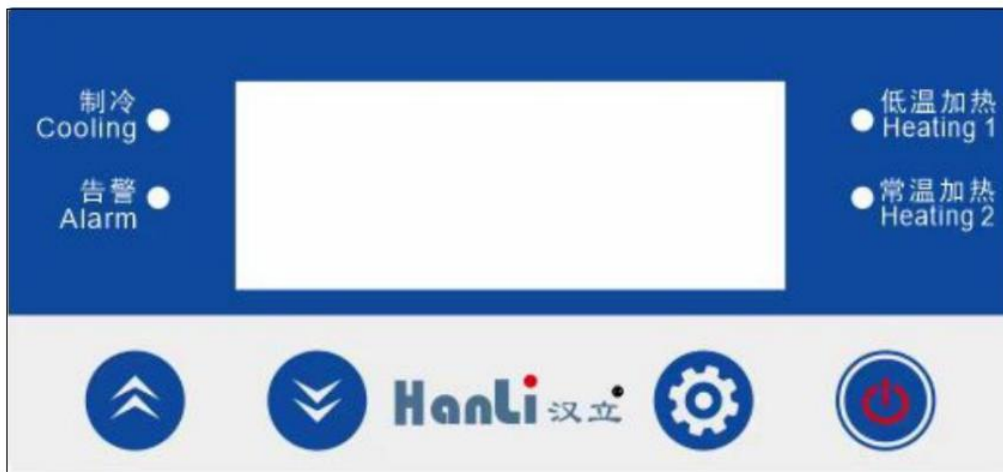 制冷
Cooling
告警
Alarm
低温加热
Heating 1
常温加热
Heating 2
HanLi 汉立